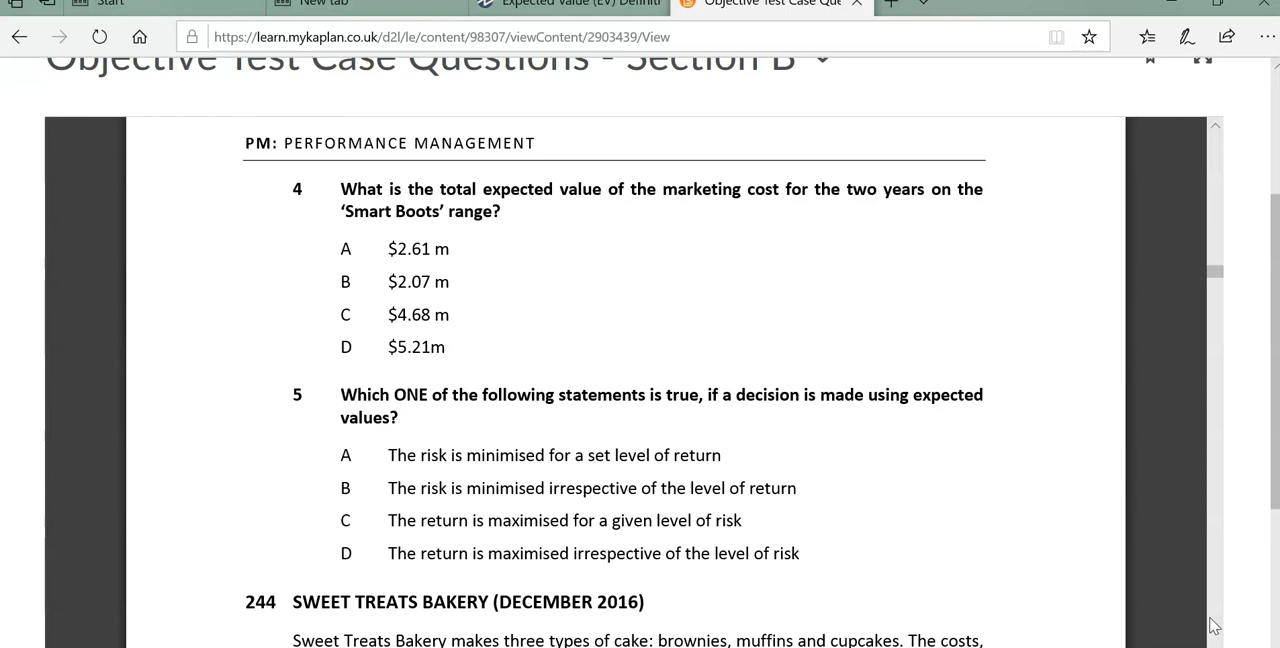 Start
New tab
Expected Value (EV) Definiti
Objective Test Case Que
https://learn.mykaplan.co.uk/d2l/le/content/98307/viewContent/2903439/View
Objective Test Case Questions - Section B
PM: PERFORMANCE MANAGEMENT
4 What is the total expected value of the marketing cost for the two years on the
‘Smart Boots’ range?
A $2.61 m
B $2.07 m
C $4.68 m
D $5.21m
5 Which ONE of the following statements is true, if a decision is made using expected
values?
A The risk is minimised for a set level of return
B The risk is minimised irrespective of the level of return
C The return is maximised for a given level of risk
D The return is maximised irrespective of the level of risk
244 SWEET TREATS BAKERY (DECEMBER 2016)
Sweet Treats Bakery makes three types of cake: brownies, muffins and cupcakes. The costs,